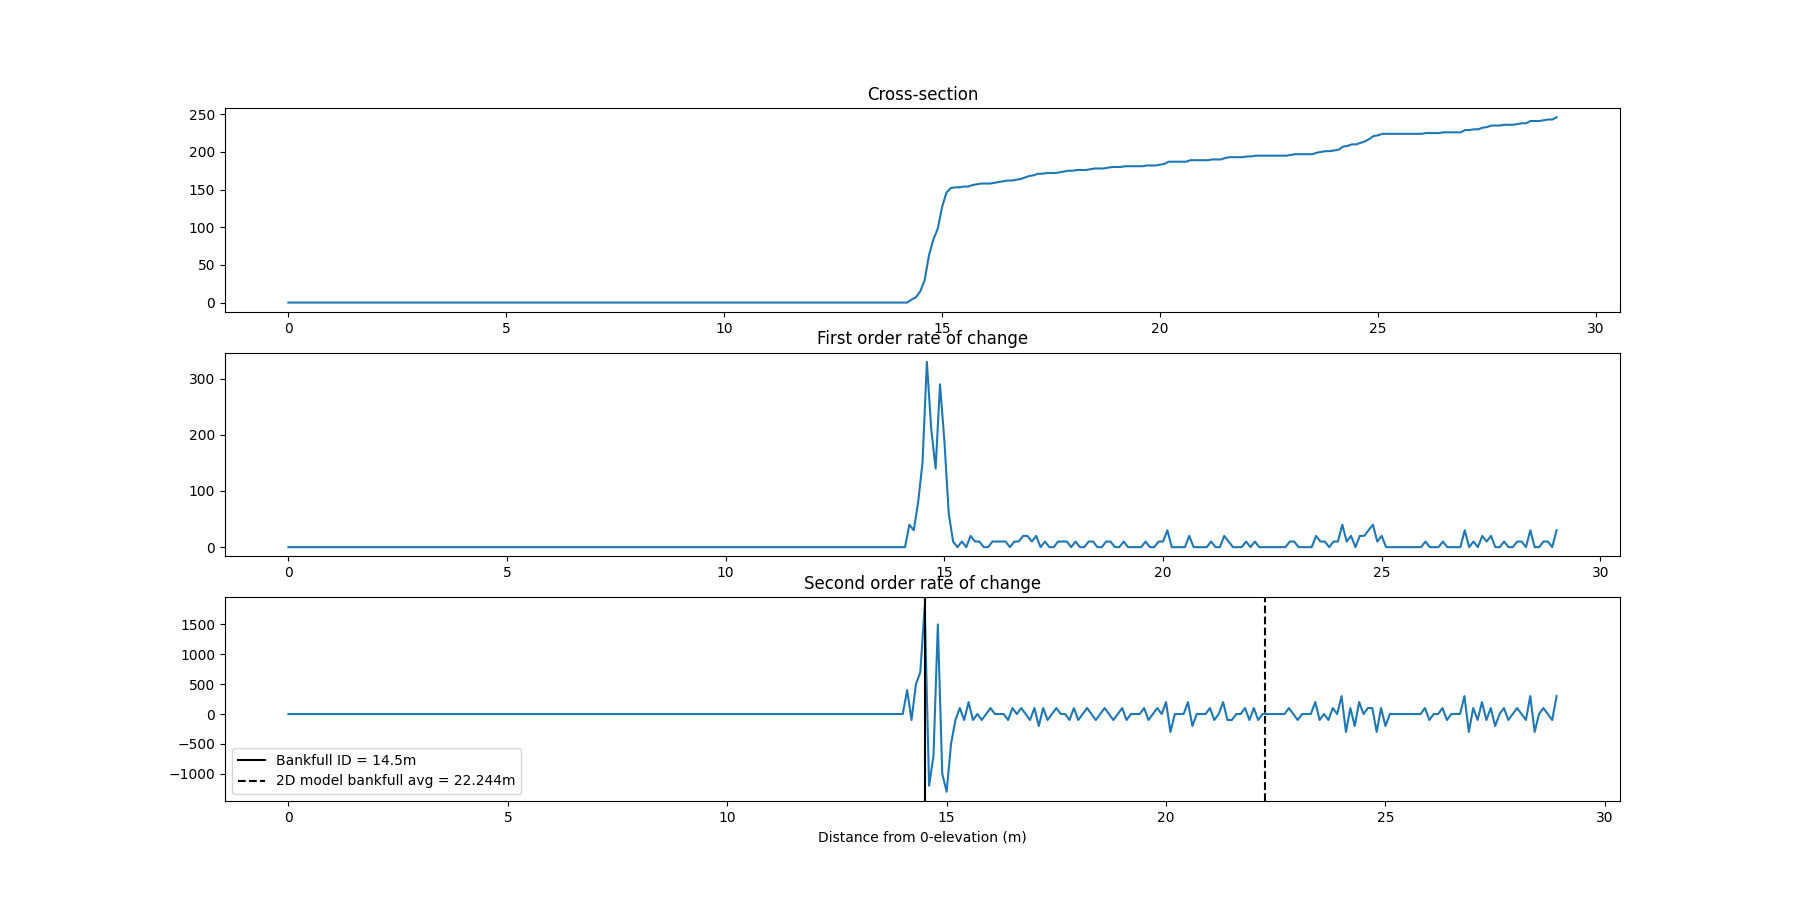 Cross-section
250
200
150
100
50
0
0 5 10 15 20 25 30
First order rate of change
300
200
100
0
0 5 10 15 20 25 30
Second order rate of change
1500
1000
500
0
−500
−1000
Bankfull ID = 14.5m
2D model bankfull avg = 22.244m
0 5 10 15 20 25 30
Distance from 0-elevation (m)